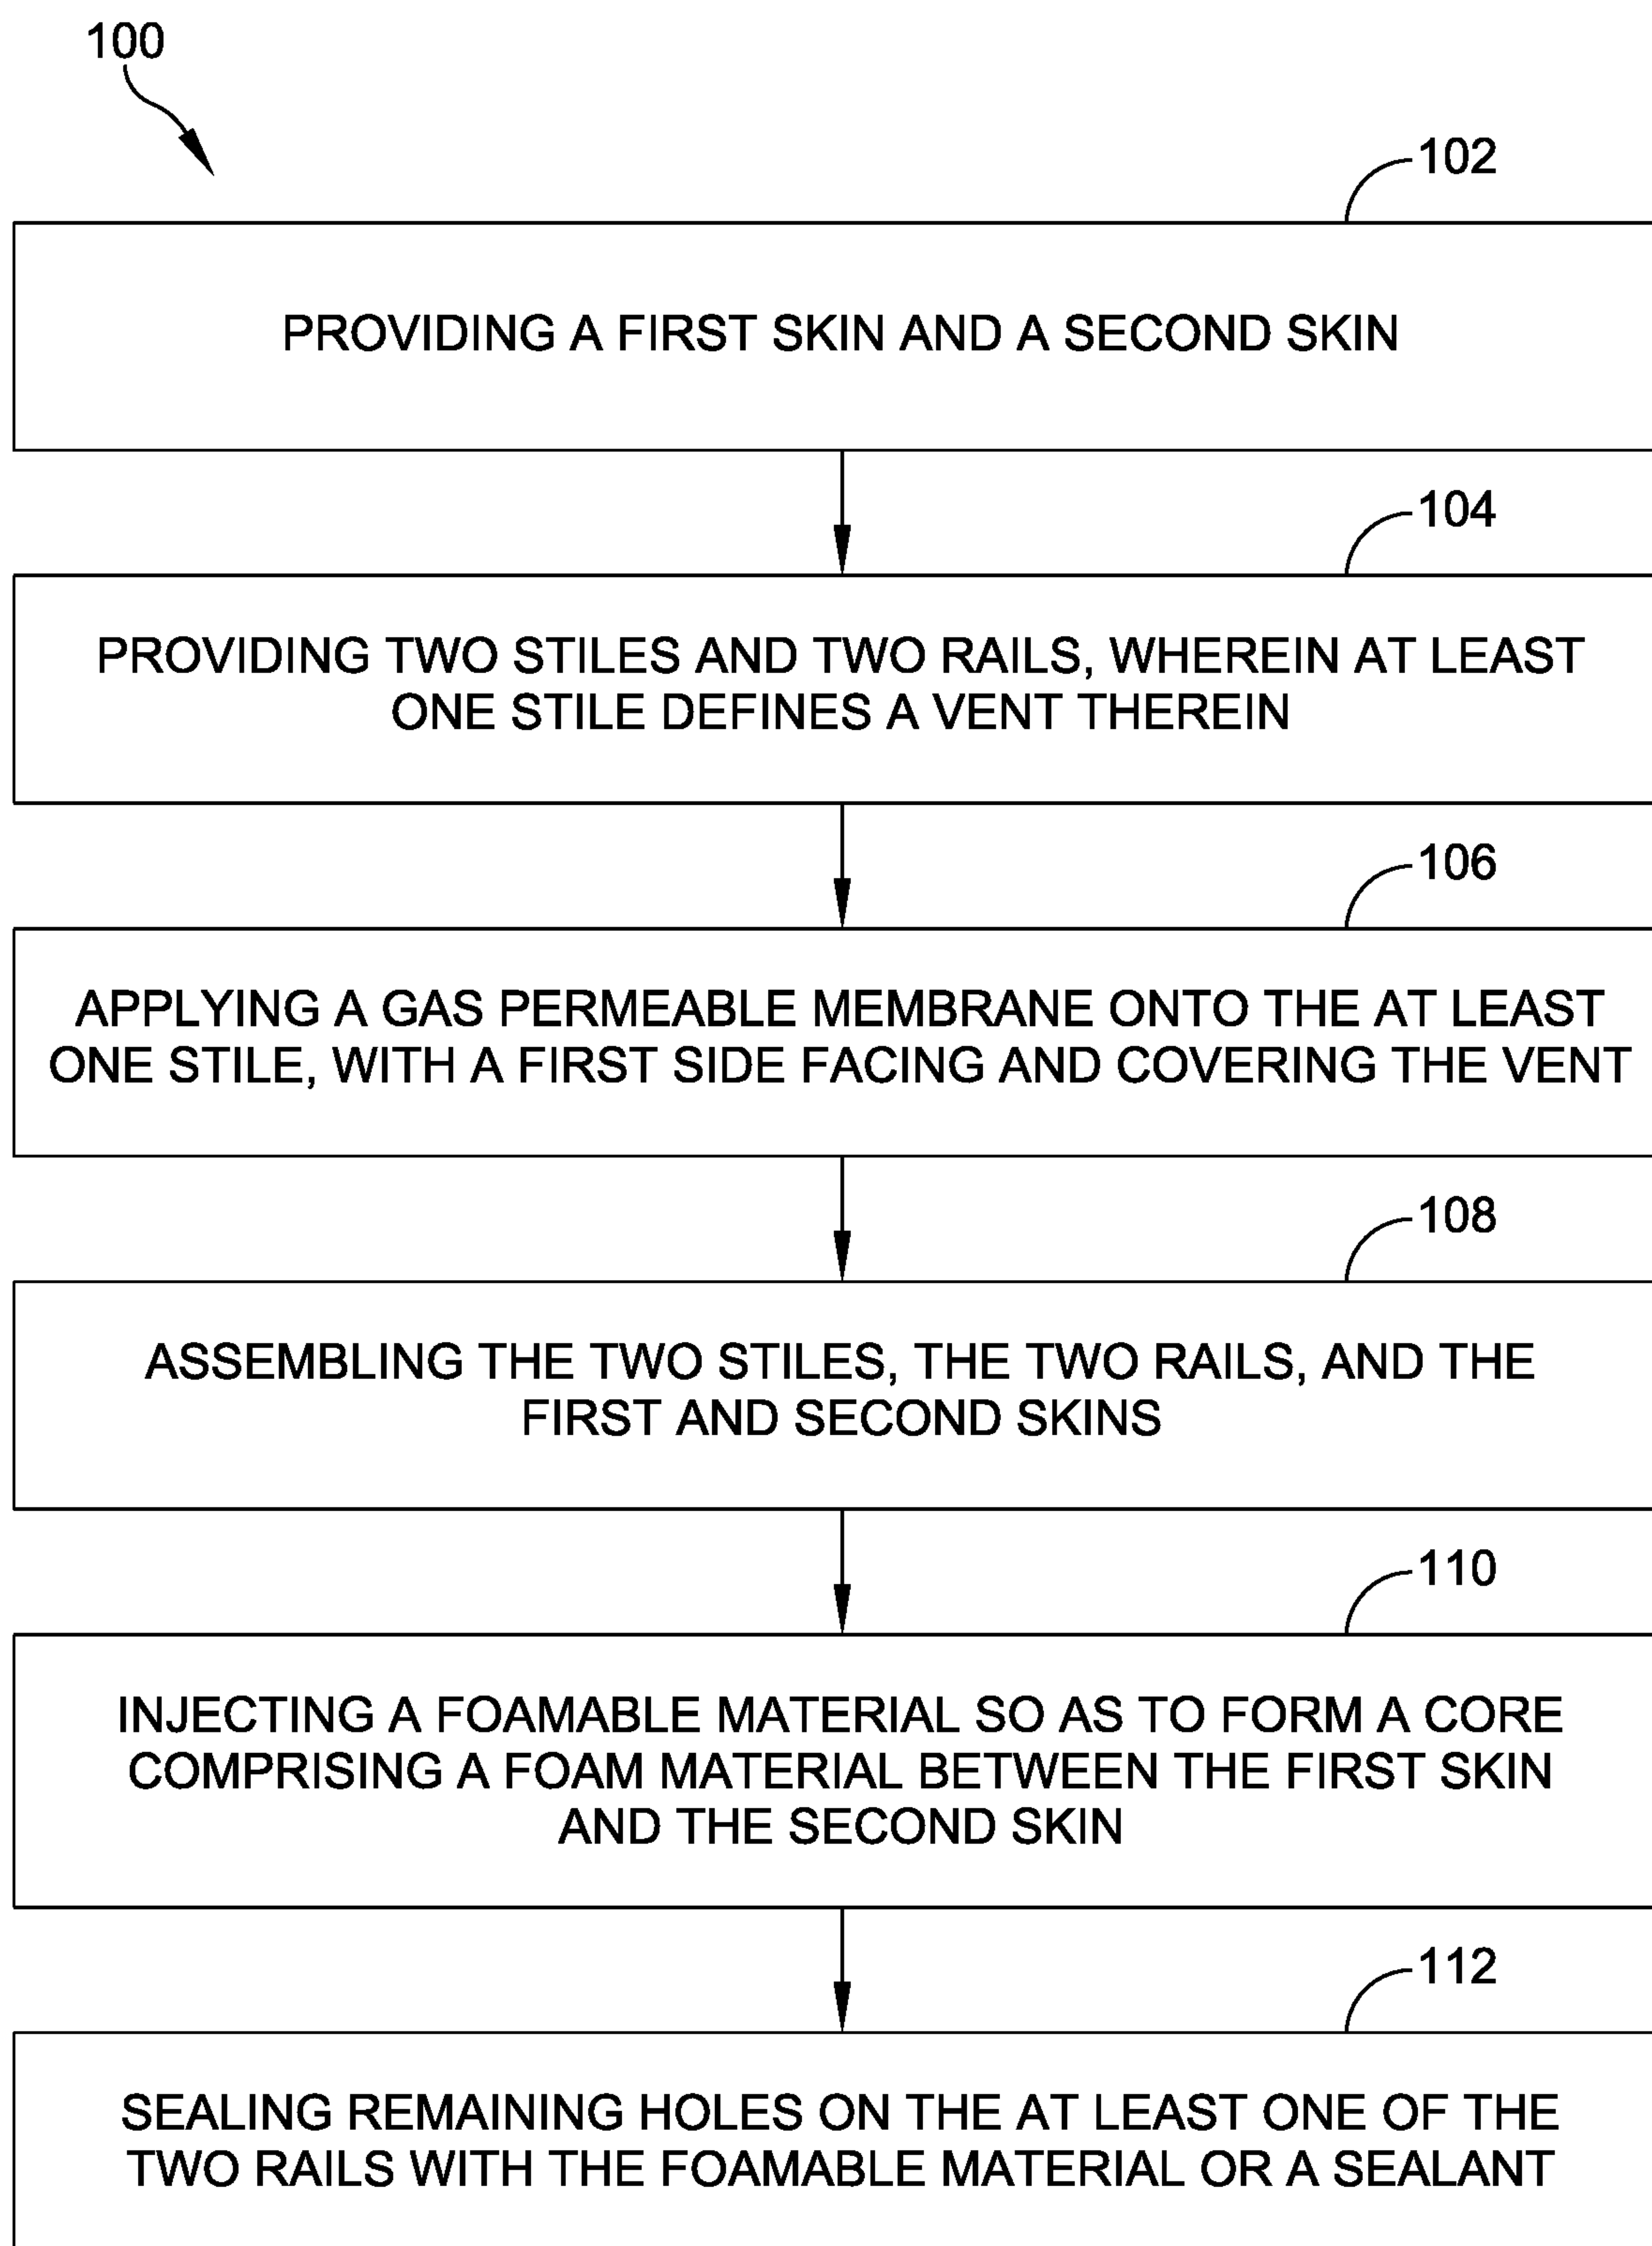 100
102
PROVIDING A FIRST SKIN AND A SECOND SKIN
104
PROVIDING TWO STILES AND TWO RAILS, WHEREIN AT LEAST
ONE STILE DEFINES A VENT THEREIN
106
APPLYING A GAS PERMEABLE MEMBRANE ONTO THE AT LEAST
ONE STILE, WITH A FIRST SIDE FACING AND COVERING THE VENT
108
ASSEMBLING THE TWO STILES, THE TWO RAILS, AND THE
FIRST AND SECOND SKINS
110
INJECTING A FOAMABLE MATERIAL SO AS TO FORM A CORE
COMPRISING A FOAM MATERIAL BETWEEN THE FIRST SKIN
AND THE SECOND SKIN
112
SEALING REMAINING HOLES ON THE AT LEAST ONE OF THE
TWO RAILS WITH THE FOAMABLE MATERIAL OR A SEALANT